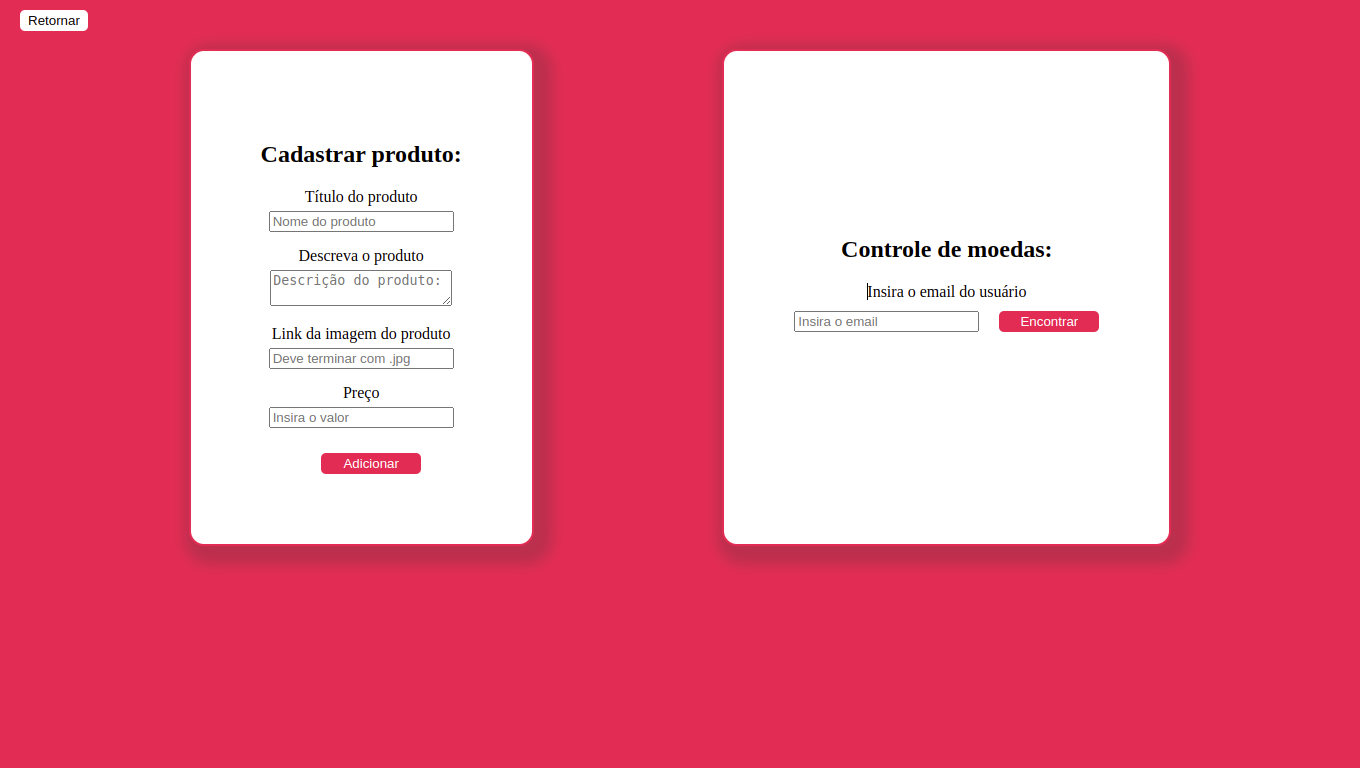 Retornar
Cadastrar produto:
Título do produto
Nome do produto
Descreva o produto
Descrição do produto:
Link da imagem do produto
Deve terminar com .jpg
Preço
Insira o valor
Adicionar
Controle de moedas:
Insira o email do usuário
Insira o email
Encontrar